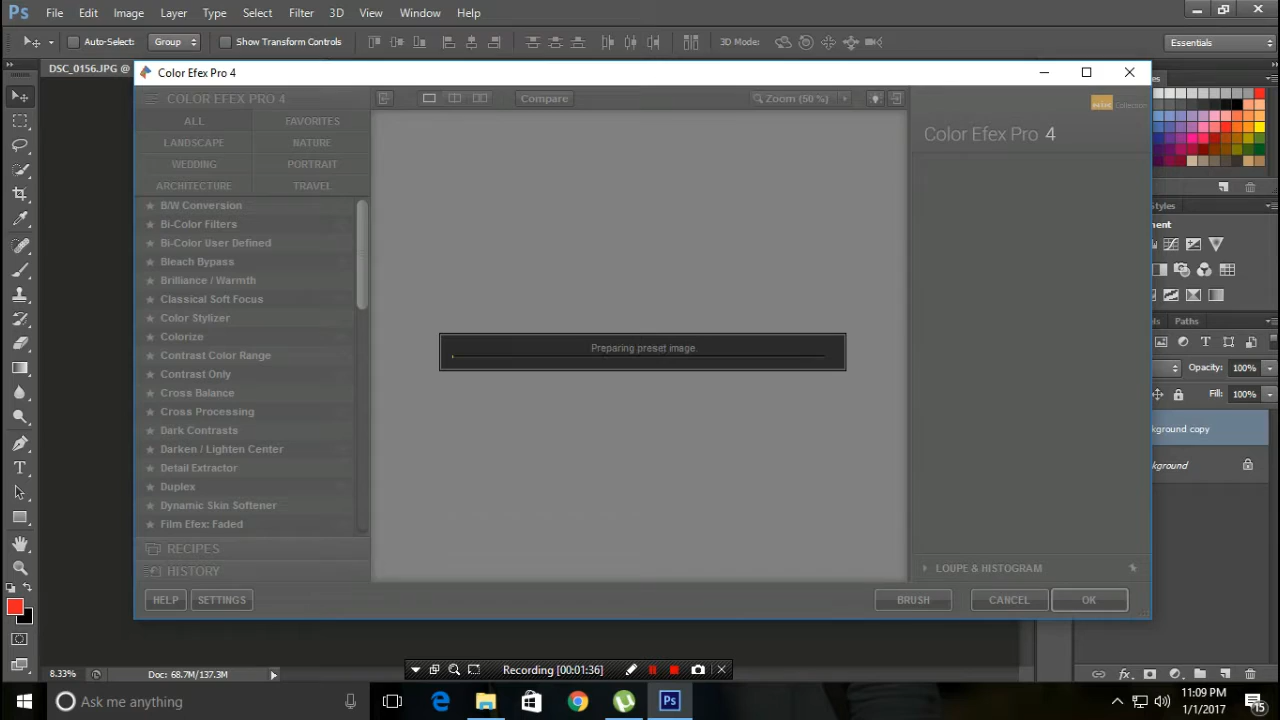 Ps File Edit Image Layer Type Select Filter 3D View Window Help
Auto-Select: Group Show Transform Controls 3D Mode: Essentials
DSC_0156.JPG @
Color Efex Pro 4
COLOR EFEX PRO 4
Compare
Zoom (50 %)
Collection
Color Efex Pro 4
ALL FAVORITES
LANDSCAPE NATURE
WEDDING PORTRAIT
ARCHITECTURE TRAVEL
B/W Conversion
Bi-Color Filters
Bi-Color User Defined
Bleach Bypass
Brilliance / Warmth
Classical Soft Focus
Color Stylizer
Colorize
Contrast Color Range
Contrast Only
Cross Balance
Cross Processing
Dark Contrasts
Darken / Lighten Center
Detail Extractor
Duplex
Dynamic Skin Softener
Film Efex: Faded
RECIPES
HISTORY
HELP SETTINGS
Preparing preset image.
LOUPE & HISTOGRAM
BRUSH CANCEL OK
Styles
ment
els Paths
Opacity: 100%
Fill: 100%
kground copy
kground
8.33% Doc: 68.7M/137.3M
Recording [00:01:36]
Ask me anything
Ps
11:09 PM
1/1/2017
15